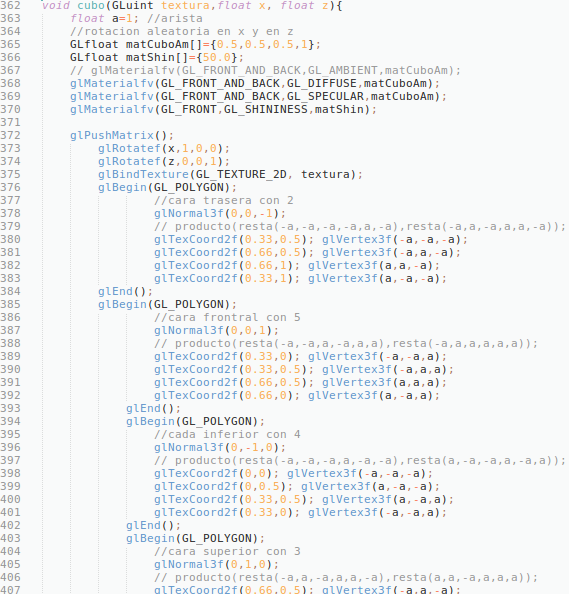 362 void cubo(GLuint textura,float x, float z){
363 float a=1; //arista
364 //rotacion aleatoria en x y en z
365 GLfloat matCuboAm[]={0.5,0.5,0.5,1};
366 GLfloat matShin[]={50.0};
367 // glMaterialfv(GL_FRONT_AND_BACK,GL_AMBIENT,matCuboAm);
368 glMaterialfv(GL_FRONT_AND_BACK,GL_DIFFUSE,matCuboAm);
369 glMaterialfv(GL_FRONT_AND_BACK,GL_SPECULAR,matCuboAm);
370 glMaterialfv(GL_FRONT,GL_SHININESS,matShin);
371
372 glPushMatrix();
373 glRotatef(x,1,0,0);
374 glRotatef(z,0,0,1);
375 glBindTexture(GL_TEXTURE_2D, textura);
376 glBegin(GL_POLYGON);
377 //cara trasera con 2
378 glNormal3f(0,0,-1);
379 // producto(resta(-a,-a,-a,-a,a,-a),resta(-a,a,-a,a,a,-a));
380 glTexCoord2f(0.33,0.5); glVertex3f(-a,-a,-a);
381 glTexCoord2f(0.66,0.5); glVertex3f(-a,a,-a);
382 glTexCoord2f(0.66,1); glVertex3f(a,a,-a);
383 glTexCoord2f(0.33,1); glVertex3f(a,-a,-a);
384 glEnd();
385 glBegin(GL_POLYGON);
386 //cara frontral con 5
387 glNormal3f(0,0,1);
388 // producto(resta(-a,-a,a,-a,a,a),resta(-a,a,a,a,a,a));
389 glTexCoord2f(0.33,0); glVertex3f(-a,-a,a);
390 glTexCoord2f(0.33,0.5); glVertex3f(-a,a,a);
391 glTexCoord2f(0.66,0.5); glVertex3f(a,a,a);
392 glTexCoord2f(0.66,0); glVertex3f(a,-a,a);
393 glEnd();
394 glBegin(GL_POLYGON);
395 //cada inferior con 4
396 glNormal3f(0,-1,0);
397 // producto(resta(-a,-a,-a,a,-a,-a),resta(a,-a,-a,a,-a,a));
398 glTexCoord2f(0,0); glVertex3f(-a,-a,-a);
399 glTexCoord2f(0,0.5); glVertex3f(a,-a,-a);
400 glTexCoord2f(0.33,0.5); glVertex3f(a,-a,a);
401 glTexCoord2f(0.33,0); glVertex3f(-a,-a,a);
402 glEnd();
403 glBegin(GL_POLYGON);
404 //cara superior con 3
405 glNormal3f(0,1,0);
406 // producto(resta(-a,a,-a,a,a,-a),resta(a,a,-a,a,a,a));
407 glTexCoord2f(0.66,0.5); glVertex3f(-a,a,-a);